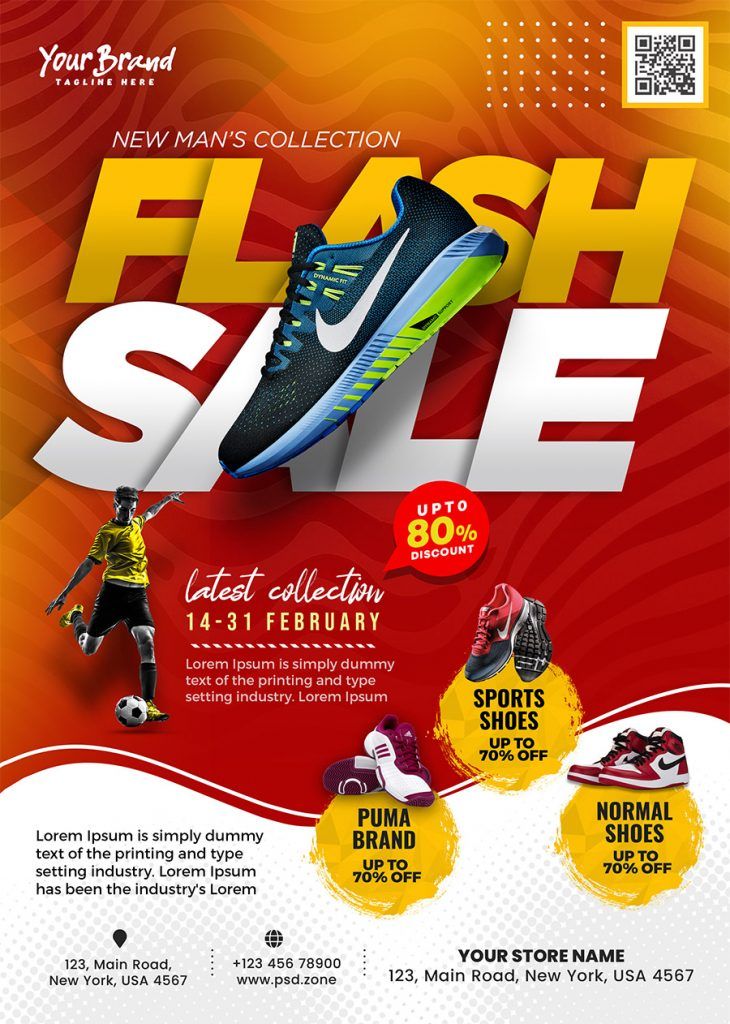 Your Brand
TAGLINE HERE
NEW MAN'S COLLECTION
FLASH
SALE
DYNAMIC FIT
UPTO
80%
DISCOUNT
latest collection
14-31 FEBRUARY
Lorem Ipsum is simply dummy
text of the printing and type
setting industry. Lorem Ipsum
SPORTS
SHOES
UP TO
70% OFF
PUMA
BRAND
UP TO
70% OFF
NORMAL
SHOES
UP TO
70% OFF
Lorem Ipsum is simply dummy
text of the printing and type
setting industry. Lorem Ipsum
has been the industry's Lorem
123, Main Road,
New York, USA 4567
+123 456 78900
www.psd.zone
YOUR STORE NAME
123, Main Road, New York, USA 4567